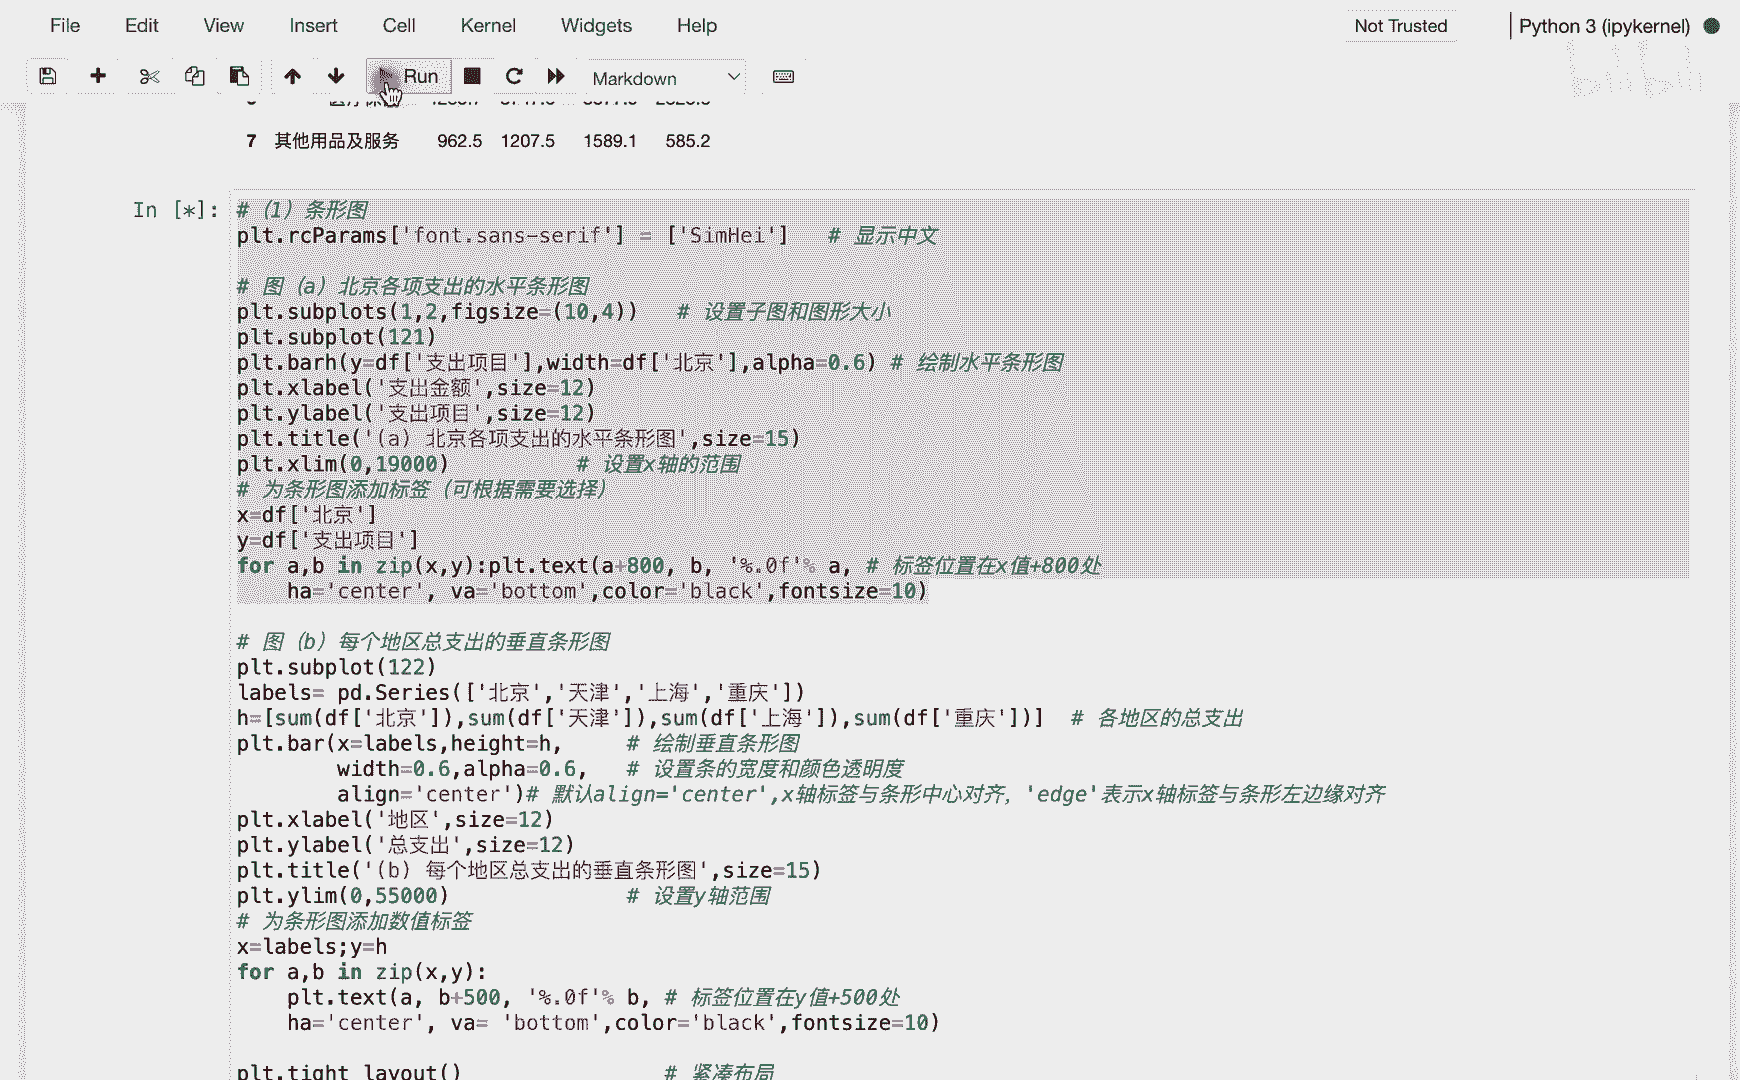 File Edit View Insert Cell Kernel Widgets Help Not Trusted Python 3 (ipykernel)
Run Markdown
7 其他用品及服务 962.5 1207.5 1589.1 585.2
In [*]: # (1) 条形图
plt.rcParams['font.sans-serif'] = ['SimHei'] # 显示中文
# 图 (a) 北京各项支出的水平条形图
plt.subplots(1,2,figsize=(10,4)) # 设置子图和图形大小
plt.subplot(121)
plt.barh(y=df['支出项目'],width=df['北京'],alpha=0.6) # 绘制水平条形图
plt.xlabel('支出金额',size=12)
plt.ylabel('支出项目',size=12)
plt.title('(a) 北京各项支出的水平条形图',size=15)
plt.xlim(0,19000) # 设置x轴的范围
# 为条形图添加标签（可根据需要选择）
x=df['北京']
y=df['支出项目']
for a,b in zip(x,y):plt.text(a+800, b, '%.0f'% a, # 标签位置在x值+800处
ha='center', va='bottom',color='black',fontsize=10)
# 图 (b) 每个地区总支出的垂直条形图
plt.subplot(122)
labels= pd.Series(['北京','天津','上海','重庆'])
h=[sum(df['北京']),sum(df['天津']),sum(df['上海']),sum(df['重庆'])] # 各地区的总支出
plt.bar(x=labels,height=h, # 绘制垂直条形图
width=0.6,alpha=0.6, # 设置条的宽度和颜色透明度
align='center')# 默认align='center',x轴标签与条形中心对齐，'edge'表示x轴标签与条形左边缘对齐
plt.xlabel('地区',size=12)
plt.ylabel('总支出',size=12)
plt.title('(b) 每个地区总支出的垂直条形图',size=15)
plt.ylim(0,55000) # 设置y轴范围
# 为条形图添加数值标签
x=labels;y=h
for a,b in zip(x,y):
plt.text(a, b+500, '%.0f'% b, # 标签位置在y值+500处
ha='center', va= 'bottom',color='black',fontsize=10)
plt.tight_layout() # 紧凑布局